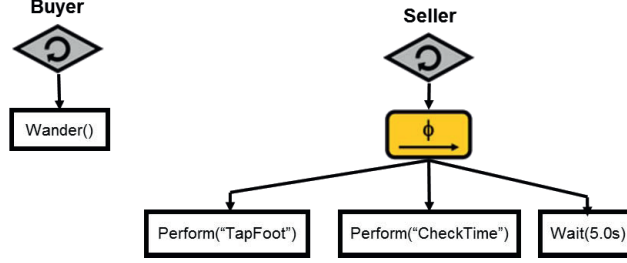 Buyer
Seller
Wander()
ϕ
Perform(“TapFoot”)
Perform(“CheckTime”)
Wait(5.0s)